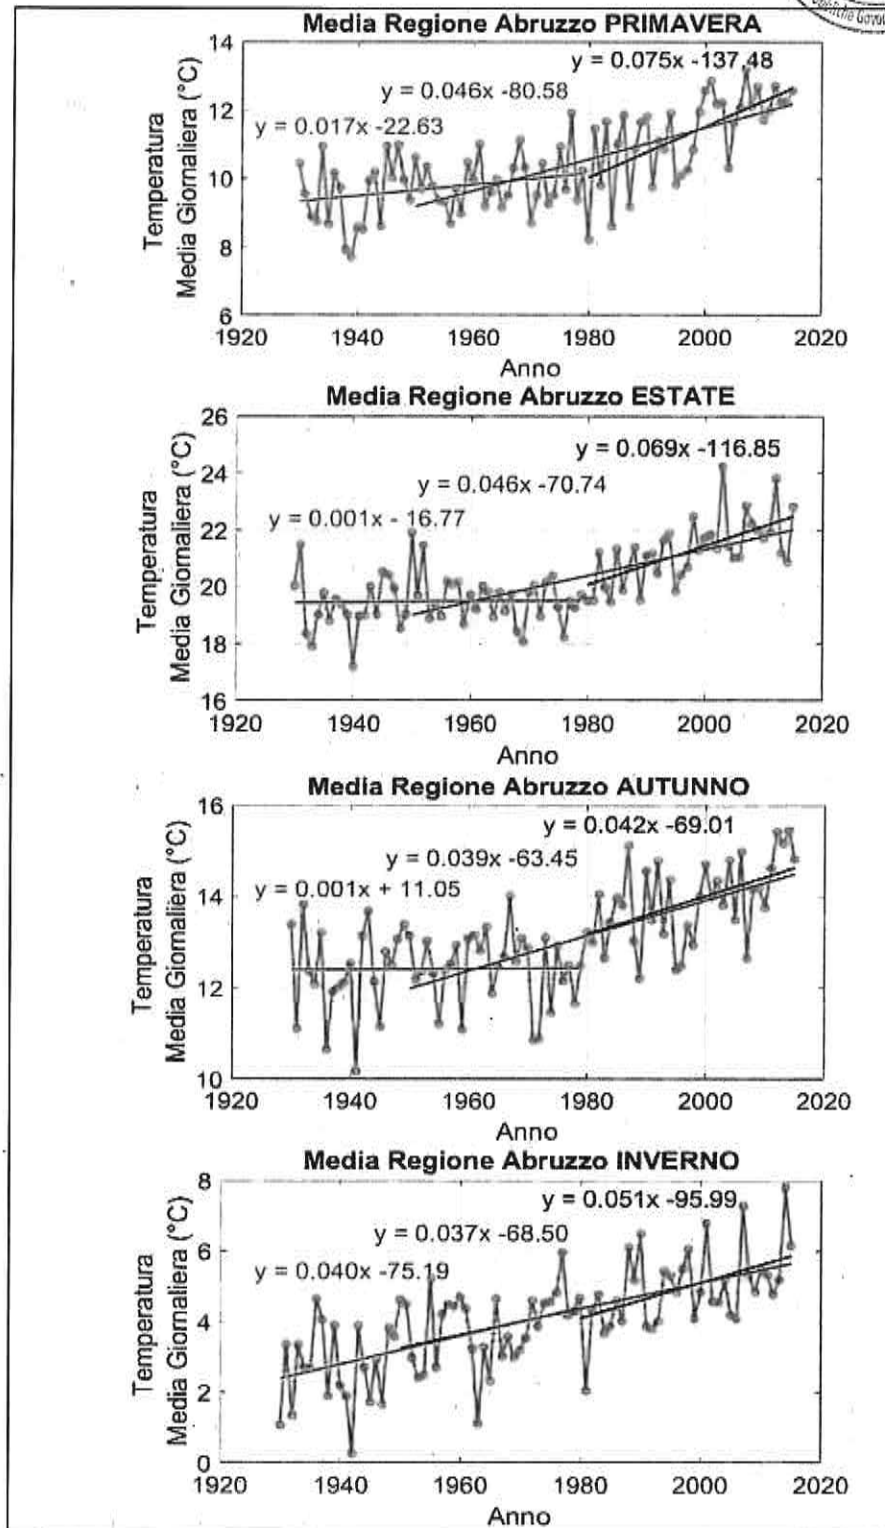 Media Regione Abruzzo PRIMAVERA
14
12
10
8
6
y = 0.075x -137.48
y = 0.046x -80.58
y = 0.017x -22.63
Temperatura
Media Giornaliera (°C)
1920
1940
1960
1980
2000
2020
Anno
Media Regione Abruzzo ESTATE
26
24
22
20
18
16
y = 0.069x -116.85
y = 0.046x -70.74
y = 0.001x - 16.77
Temperatura
Media Giornaliera (°C)
1920
1940
1960
1980
2000
2020
Anno
Media Regione Abruzzo AUTUNNO
16
14
12
10
y = 0.042x -69.01
y = 0.039x -63.45
y = 0.001x + 11.05
Temperatura
Media Giornaliera (°C)
1920
1940
1960
1980
2000
2020
Anno
Media Regione Abruzzo INVERNO
8
6
4
2
0
y = 0.051x -95.99
y = 0.037x -68.50
y = 0.040x -75.19
Temperatura
Media Giornaliera (°C)
1920
1940
1960
1980
2000
2020
Anno